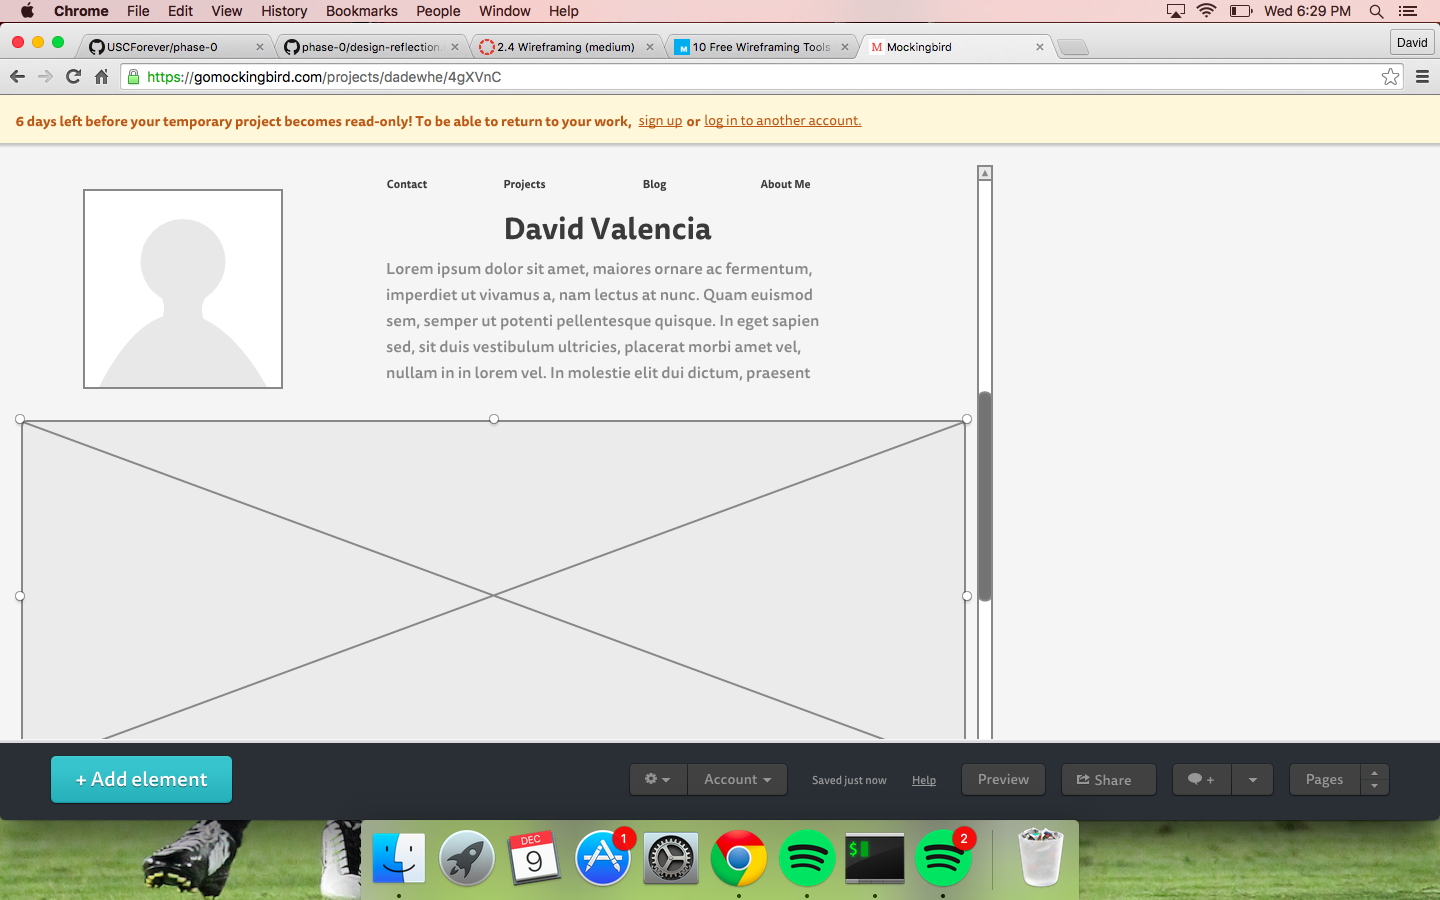 Chrome File Edit View History Bookmarks People Window Help Wed 6:29 PM
USCForever/phase-0 phase-0/design-reflection. 2.4 Wireframing (medium) 10 Free Wireframing Tools Mockingbird David
https://gomockingbird.com/projects/dadewhe/4gXVnC
6 days left before your temporary project becomes read-only! To be able to return to your work, sign up or log in to another account.
Contact Projects Blog About Me
David Valencia
Lorem ipsum dolor sit amet, maiores ornare ac fermentum,
imperdiet ut vivamus a, nam lectus at nunc. Quam euismod
sem, semper ut potenti pellentesque quisque. In eget sapien
sed, sit duis vestibulum ultricies, placerat morbi amet vel,
nullam in in lorem vel. In molestie elit dui dictum, praesent
+ Add element Account Saved just now Help Preview Share + Pages
DEC 1 2
9 $